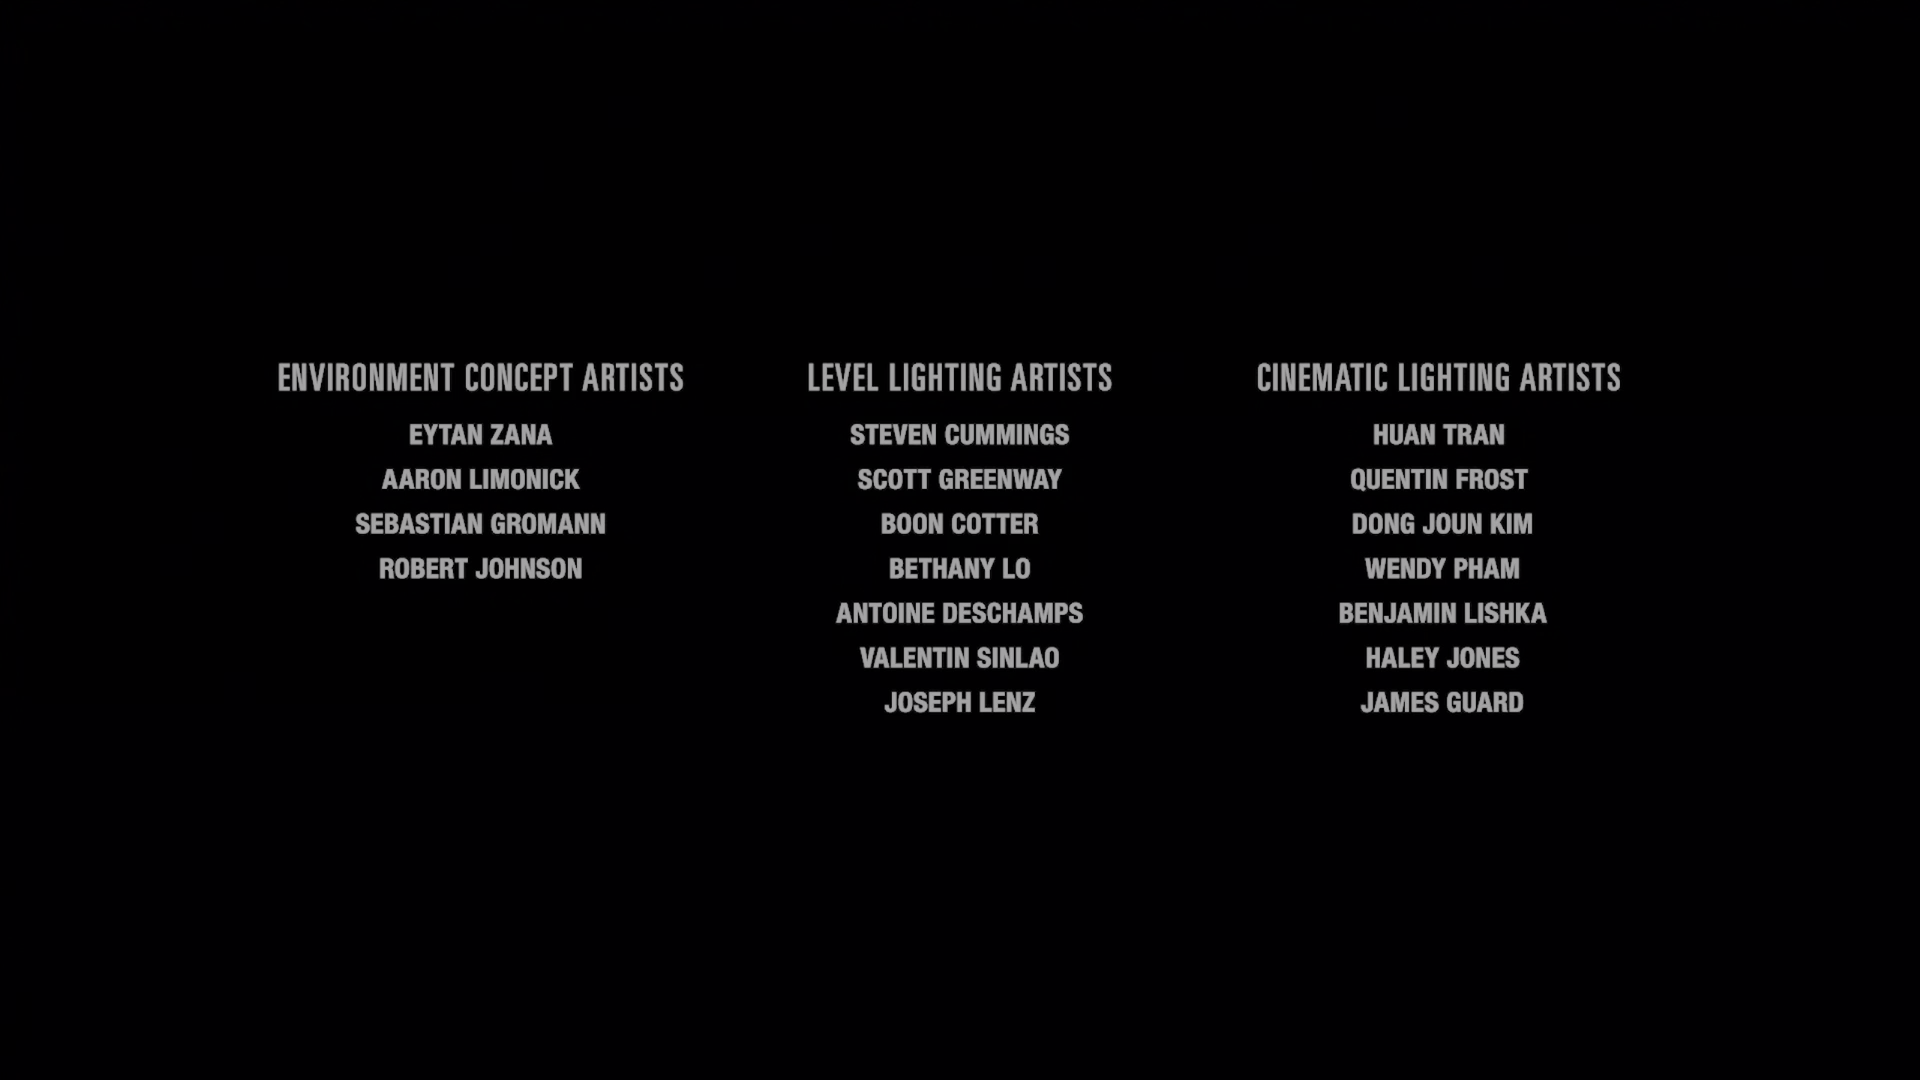 ENVIRONMENT CONCEPT ARTISTS
EYTAN ZANA
AARON LIMONICK
SEBASTIAN GROMANN
ROBERT JOHNSON
LEVEL LIGHTING ARTISTS
STEVEN CUMMINGS
SCOTT GREENWAY
BOON COTTER
BETHANY LO
ANTOINE DESCHAMPS
VALENTIN SINLAO
JOSEPH LENZ
CINEMATIC LIGHTING ARTISTS
HUAN TRAN
QUENTIN FROST
DONG JOUN KIM
WENDY PHAM
BENJAMIN LISHKA
HALEY JONES
JAMES GUARD